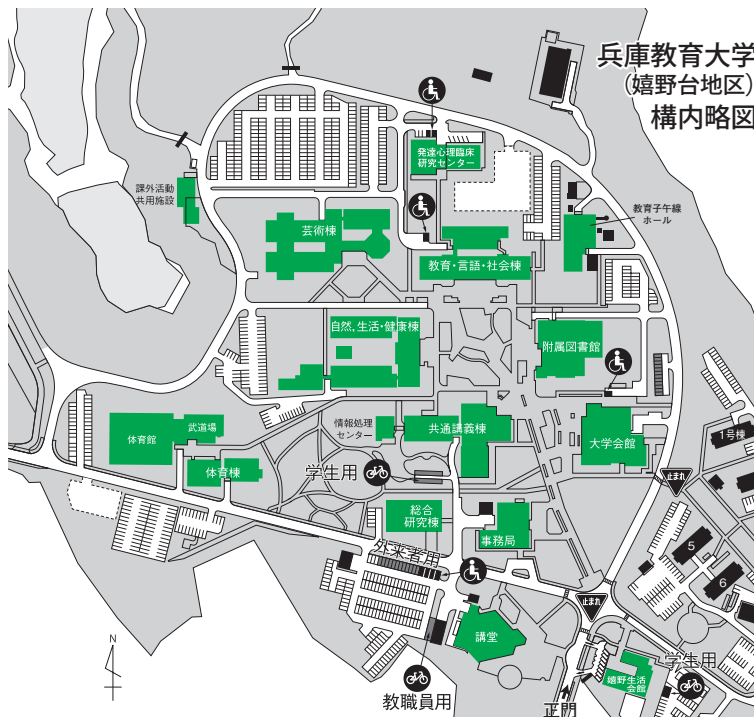 兵庫教育大学
(嬉野台地区)
構内略図
発達心理臨床
研究センター
課外活動
共用施設
教育子午線
ホール
芸術棟
教育・言語・社会棟
自然，生活・健康棟
附属図書館
体育館
武道場
情報処理
センター
共通講義棟
大学会館
1号棟
体育棟
学生用
止まれ
総合
研究棟
事務局
外来者用
5
6
止まれ
講堂
学生用
嬉野生活
会館
教職員用
正門
N